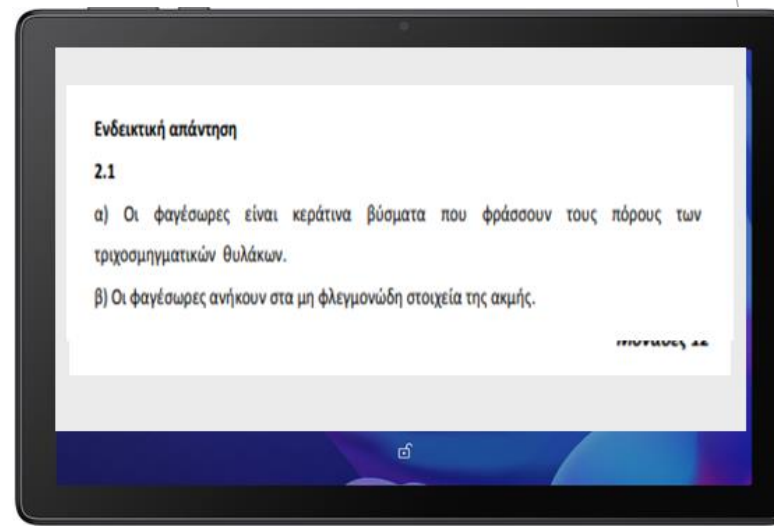 Ενδεικτική απάντηση
2.1
α) Οι φαγέσωρες είναι κεράτινα βύσματα που φράσσουν τους πόρους των
τριχοσμηγματικών θυλάκων.
β) Οι φαγέσωρες ανήκουν στα μη φλεγμονώδη στοιχεία της ακμής.